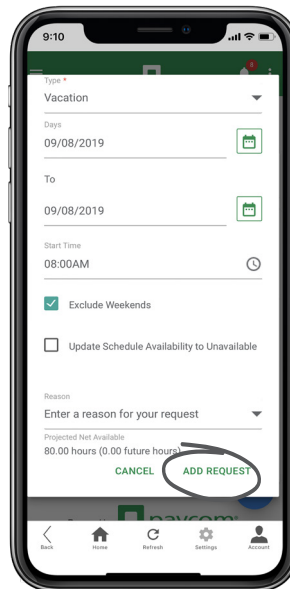 9:10
8
Type *
Vacation
Days
09/08/2019
To
09/08/2019
Start Time
08:00AM
Exclude Weekends
Update Schedule Availability to Unavailable
Reason
Enter a reason for your request
Projected Net Available
80.00 hours (0.00 future hours)
CANCEL ADD REQUEST
paycom
Back Home Refresh Settings Account